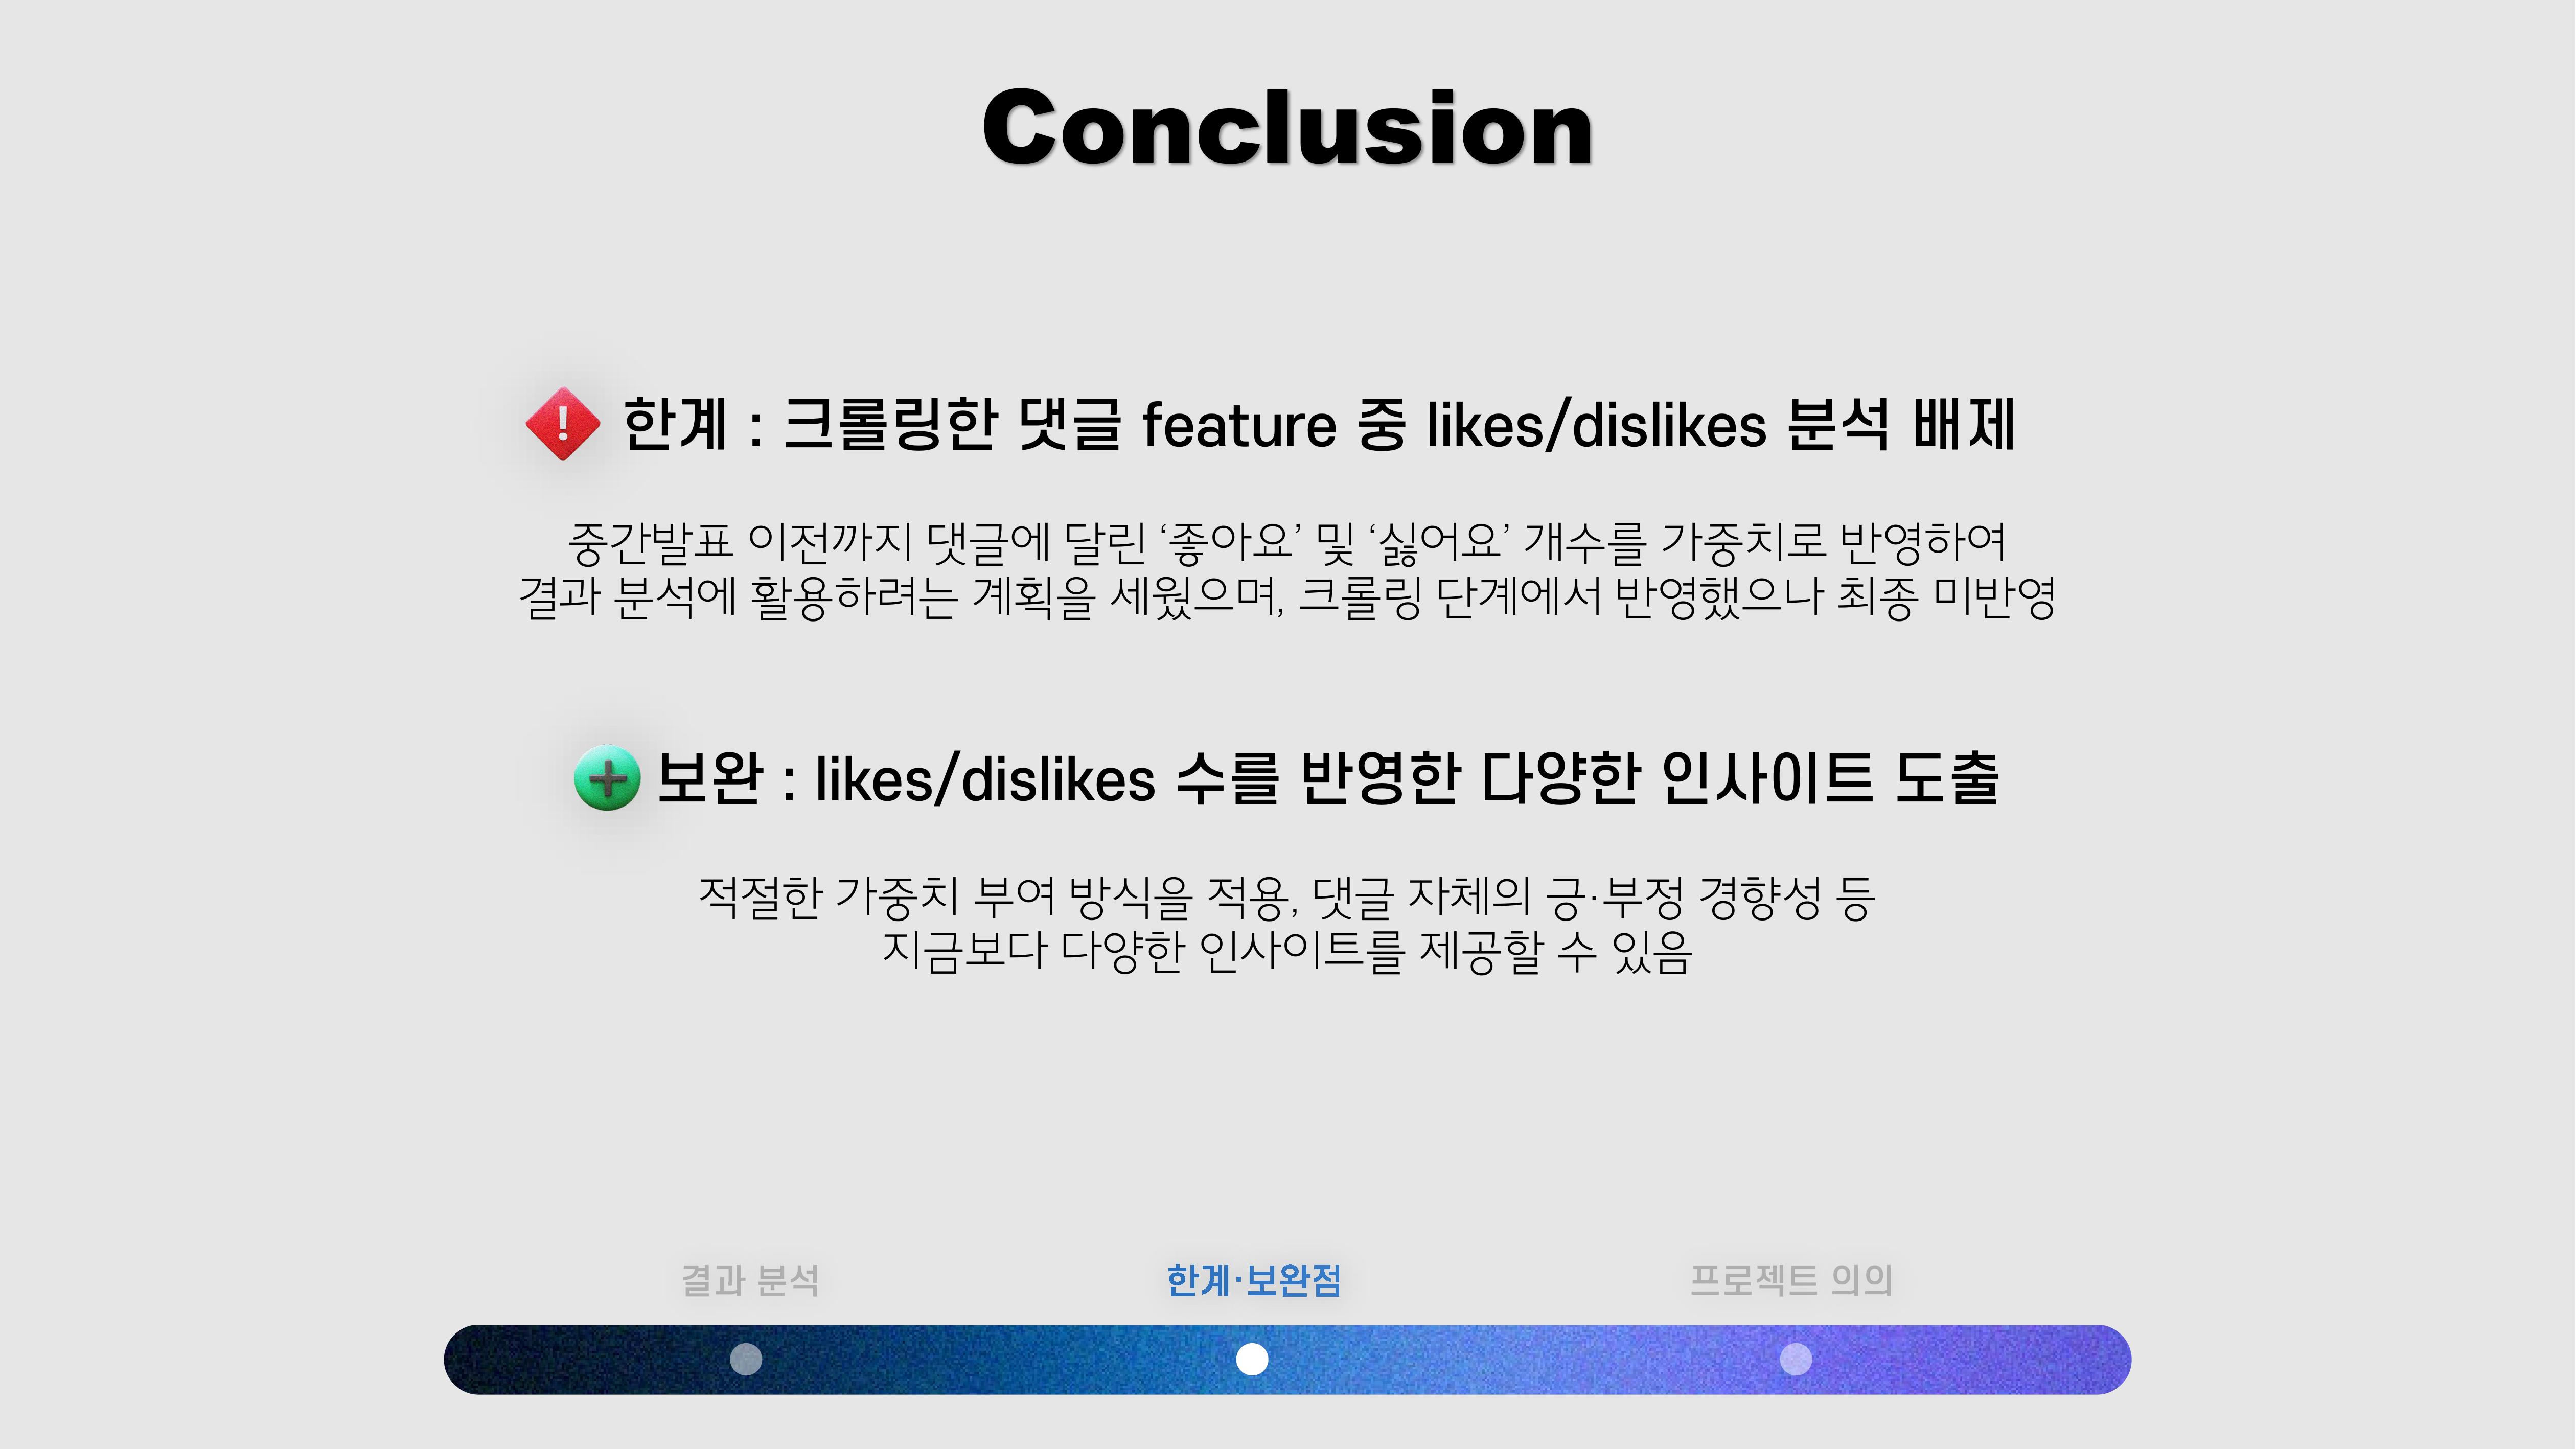 Conclusion
한계 : 크롤링한 댓글 feature 중 likes/dislikes 분석 배제
중간발표 이전까지 댓글에 달린 ‘좋아요’ 및 ‘싫어요’ 개수를 가중치로 반영하여
결과 분석에 활용하려는 계획을 세웠으며, 크롤링 단계에서 반영했으나 최종 미반영
보완 : likes/dislikes 수를 반영한 다양한 인사이트 도출
적절한 가중치 부여 방식을 적용, 댓글 자체의 긍·부정 경향성 등
지금보다 다양한 인사이트를 제공할 수 있음
결과 분석
한계·보완점
프로젝트 의의